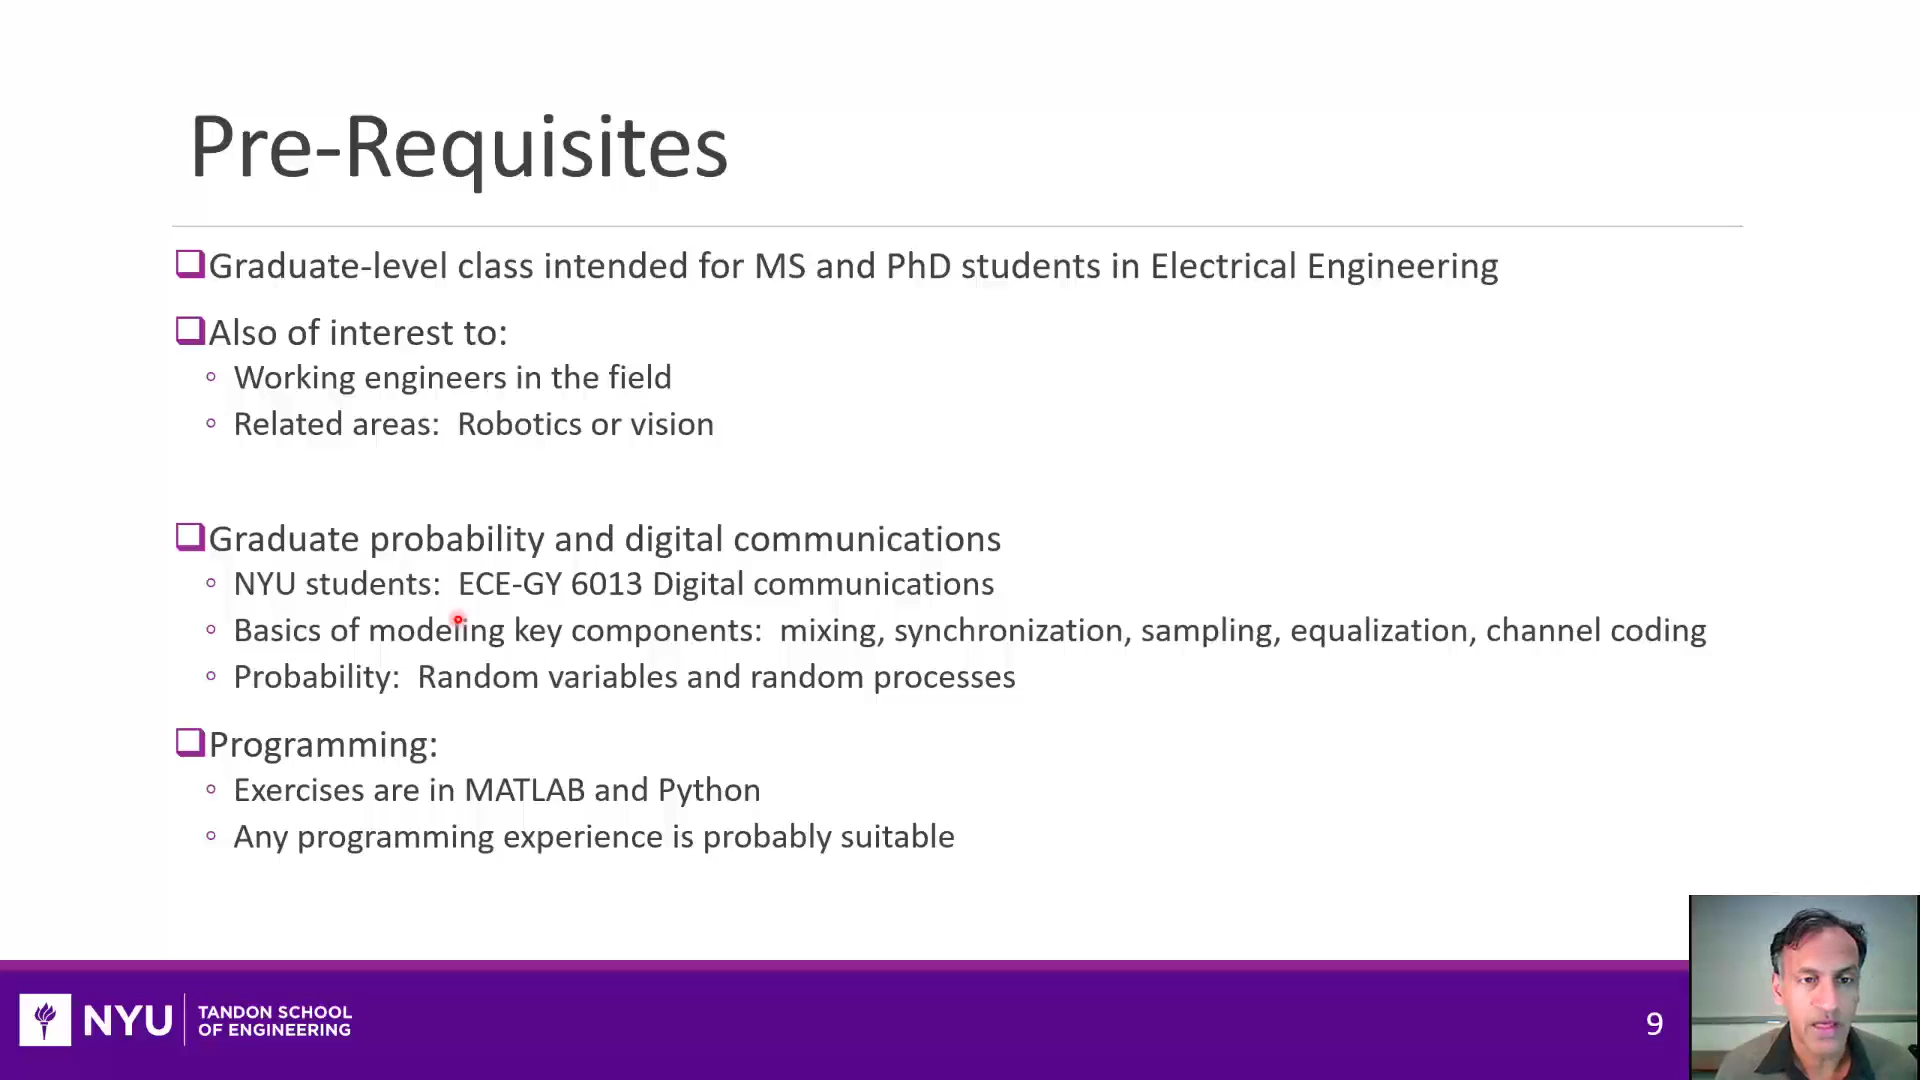 Pre-Requisites
Graduate-level class intended for MS and PhD students in Electrical Engineering
Also of interest to:
Working engineers in the field
Related areas:  Robotics or vision
Graduate probability and digital communications
NYU students:  ECE-GY 6013 Digital communications
Basics of modeling key components:  mixing, synchronization, sampling, equalization, channel coding
Probability:  Random variables and random processes
Programming:
Exercises are in MATLAB and Python
Any programming experience is probably suitable
NYU
TANDON SCHOOL
OF ENGINEERING
9